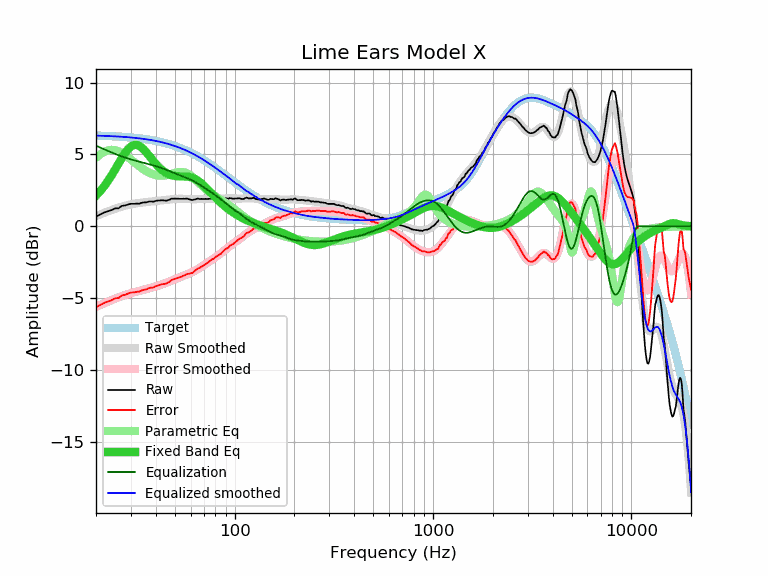 Lime Ears Model X
Amplitude (dBr)
10
5
0
−5
−10
−15
Target
Raw Smoothed
Error Smoothed
Raw
Error
Parametric Eq
Fixed Band Eq
Equalization
Equalized smoothed
100
1000
10000
Frequency (Hz)